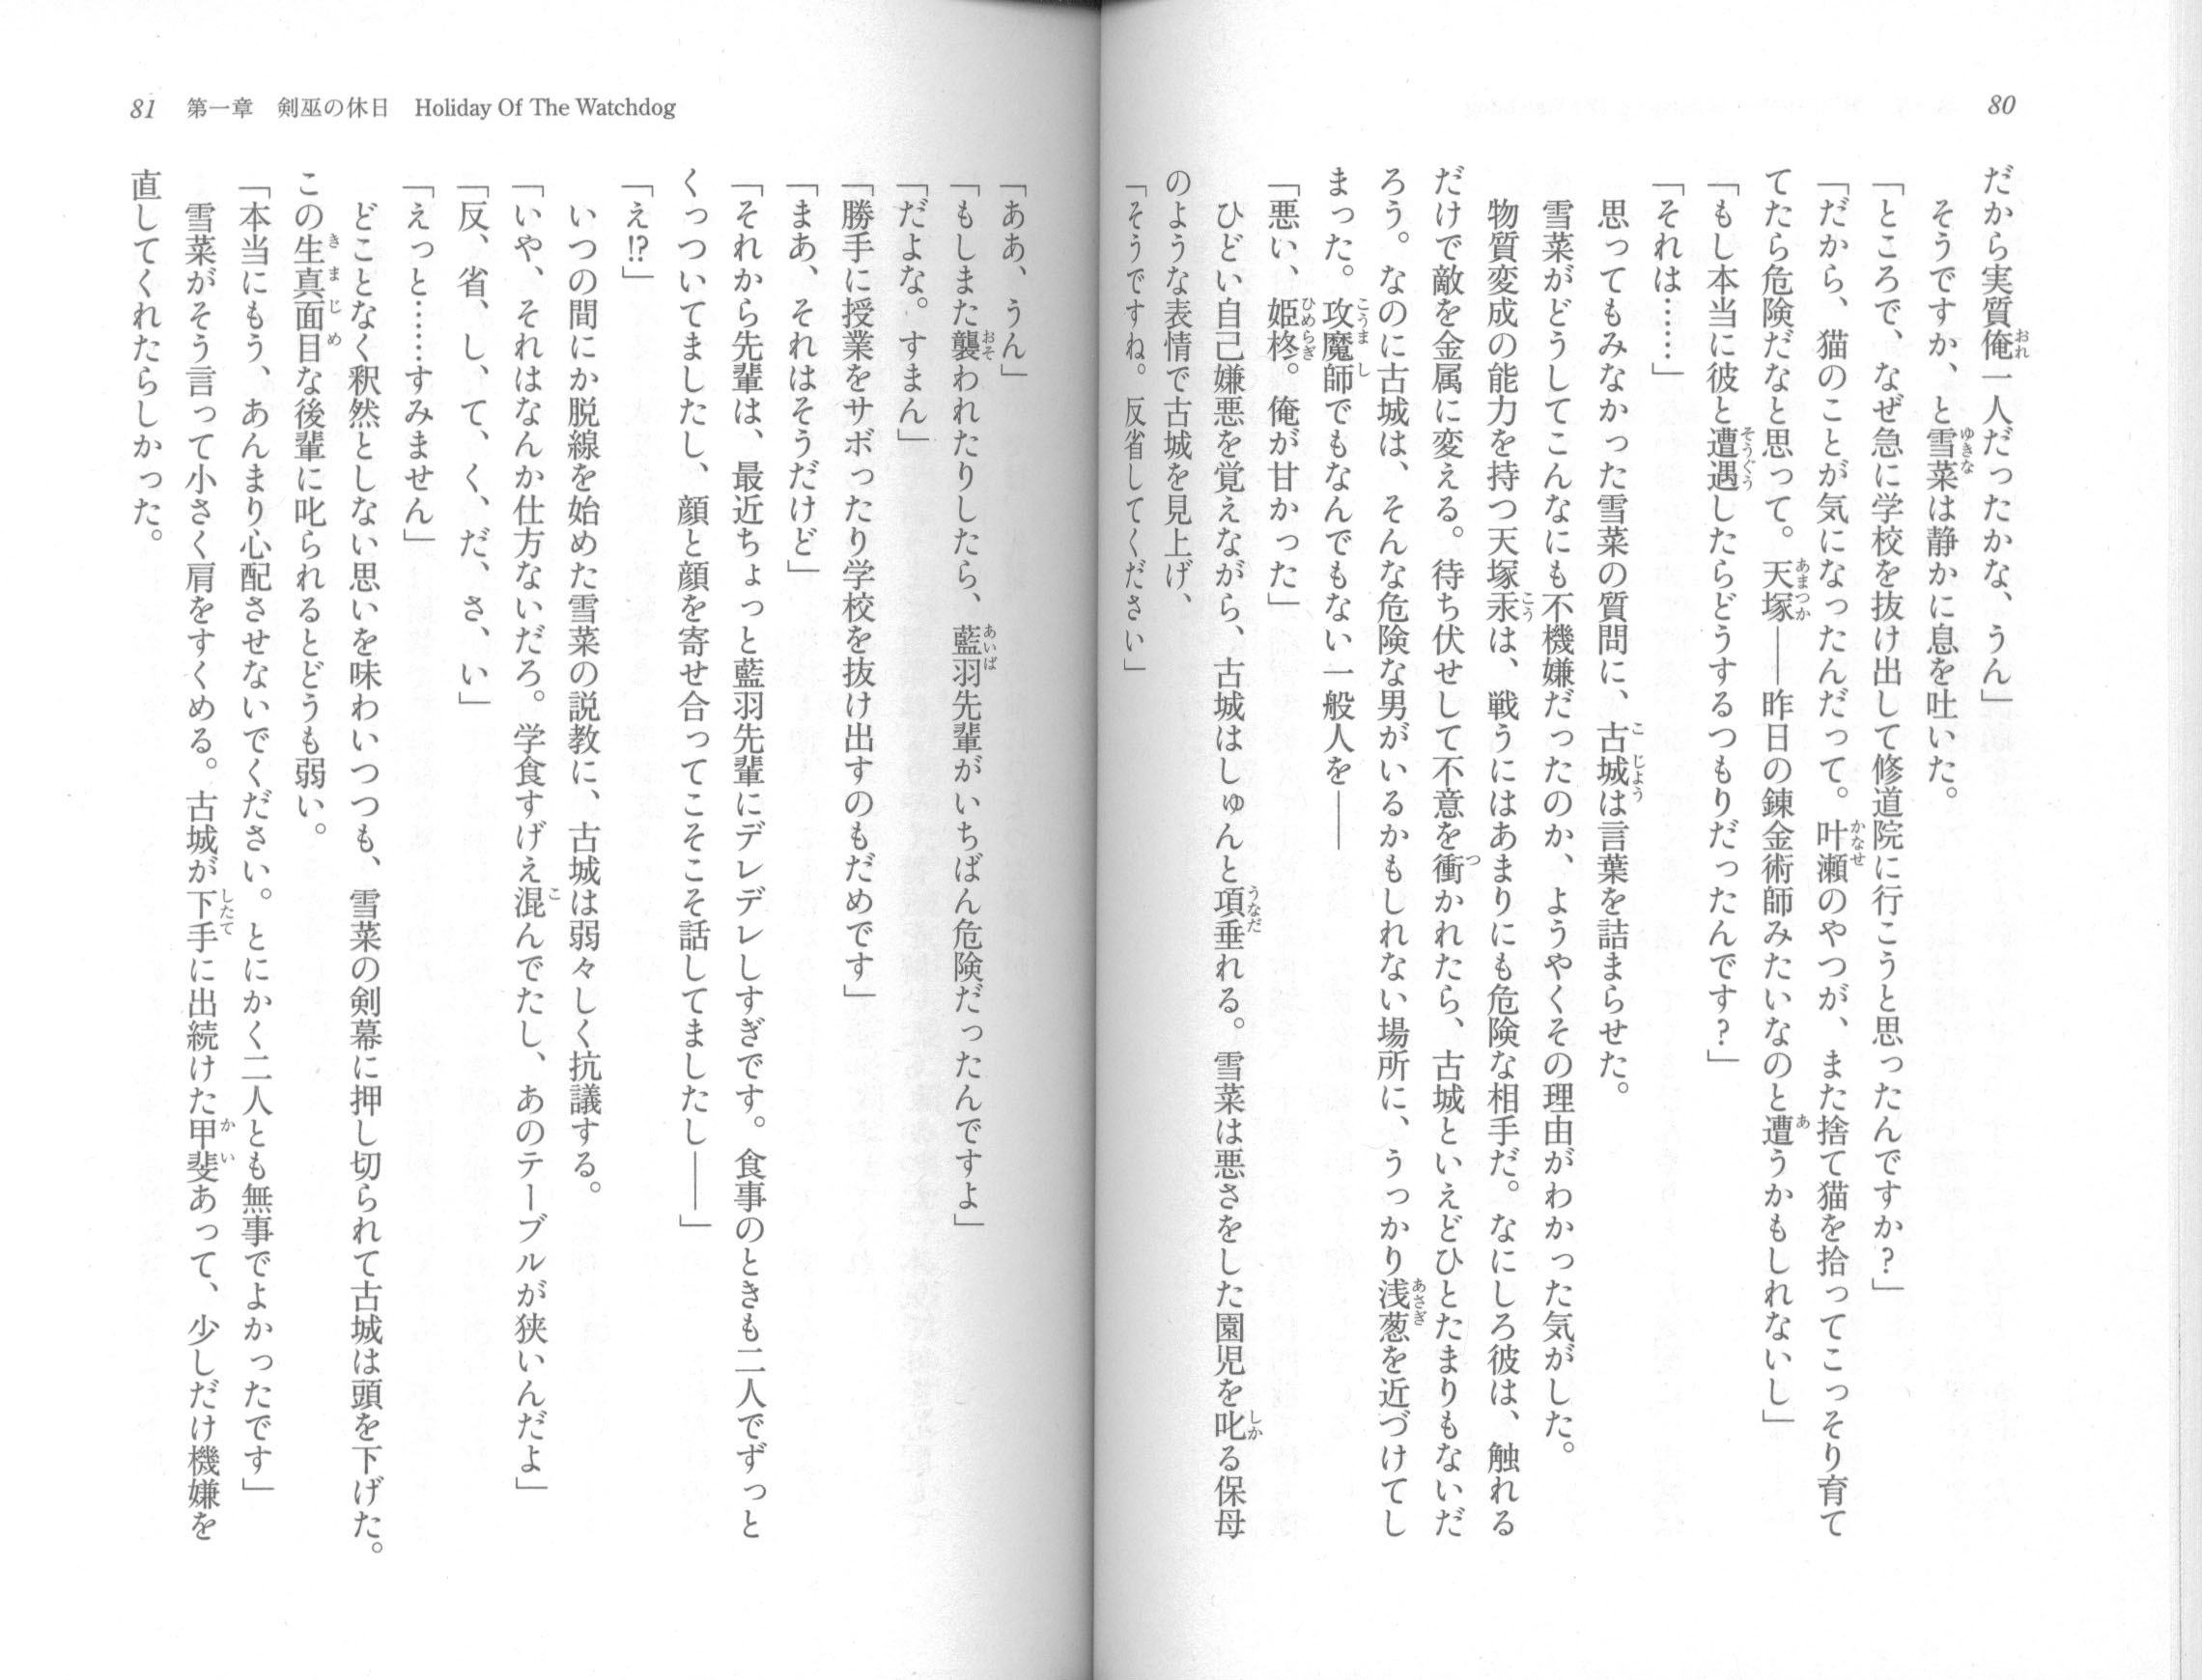 80
だから実質俺一人だったかな、うん」
そうですか、と雪菜は静かに息を吐いた。
「ところで、なぜ急に学校を抜け出して修道院に行こうと思ったんですか？」
「だから、猫のことが気になったんだって。叶瀬のやつが、また捨て猫を拾ってこっそり育て
てたら危険だなと思って。天塚――昨日の錬金術師みたいなのと遭うかもしれないし」
「もし本当に彼と遭遇したらどうするつもりだったんです？」
「それは……」
思ってもみなかった雪菜の質問に、古城は言葉を詰まらせた。
雪菜がどうしてこんなにも不機嫌だったのか、ようやくその理由がわかった気がした。
物質変成の能力を持つ天塚汞は、戦うにはあまりにも危険な相手だ。なにしろ彼は、触れる
だけで敵を金属に変える。待ち伏せして不意を衝かれたら、古城といえどひとたまりもないだ
ろう。なのに古城は、そんな危険な男がいるかもしれない場所に、うっかり浅葱を近づけてし
まった。攻魔師でもなんでもない一般人を――
「悪い、姫柊。俺が甘かった」
ひどい自己嫌悪を覚えながら、古城はしゅんと項垂れる。雪菜は悪さをした園児を叱る保母
のような表情で古城を見上げ、
「そうですね。反省してください」
81 第一章 剣巫の休日 Holiday Of The Watchdog
「ああ、うん」
「もしまた襲われたりしたら、藍羽先輩がいちばん危険だったんですよ」
「だよな。すまん」
「勝手に授業をサボったり学校を抜け出すのもだめです」
「まあ、それはそうだけど」
「それから先輩は、最近ちょっと藍羽先輩にデレデレしすぎです。食事のときも二人でずっと
くっついてましたし、顔と顔を寄せ合ってこそこそ話してましたし――」
「え!?」
いつの間にか脱線を始めた雪菜の説教に、古城は弱々しく抗議する。
「いや、それはなんか仕方ないだろ。学食すげえ混んでたし、あのテーブルが狭いんだよ」
「反、省、し、て、く、だ、さ、い」
「えっと……すみません」
どことなく釈然としない思いを味わいつつも、雪菜の剣幕に押し切られて古城は頭を下げた。
この生真面目な後輩に叱られるとどうも弱い。
「本当にもう、あんまり心配させないでください。とにかく二人とも無事でよかったです」
雪菜がそう言って小さく肩をすくめる。古城が下手に出続けた甲斐あって、少しだけ機嫌を
直してくれたらしかった。